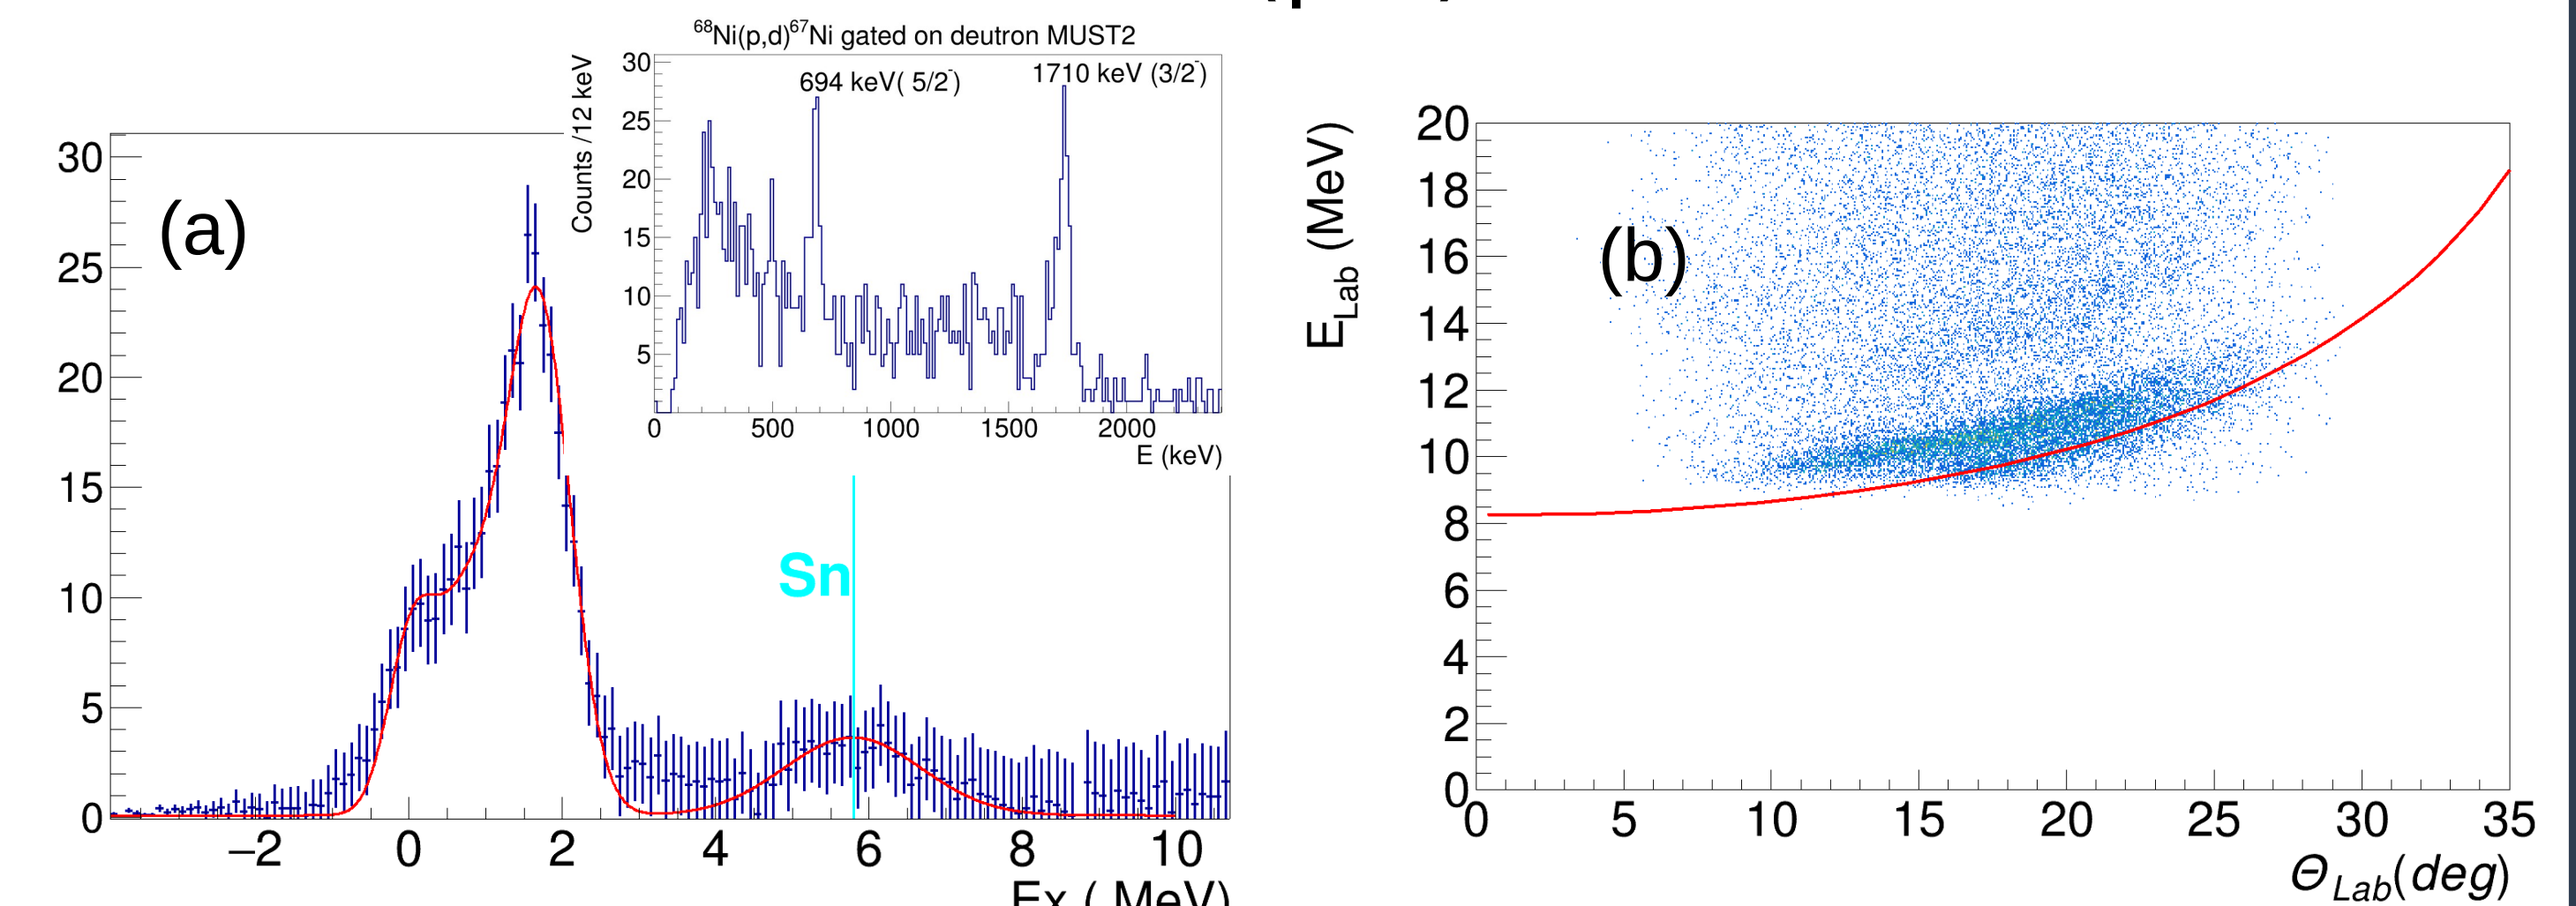 (a)
30
25
20
15
10
5
0
−2 0 2 4 6 8 10
Ex ( MeV)
Sn
⁶⁸Ni(p,d)⁶⁷Ni gated on deutron MUST2
Counts /12 keV
694 keV( 5/2⁻)
1710 keV (3/2⁻)
30
25
20
15
10
5
0 500 1000 1500 2000
E (keV)
(b)
E_Lab (MeV)
20
18
16
14
12
10
8
6
4
2
0
0 5 10 15 20 25 30 35
Θ_Lab(deg)